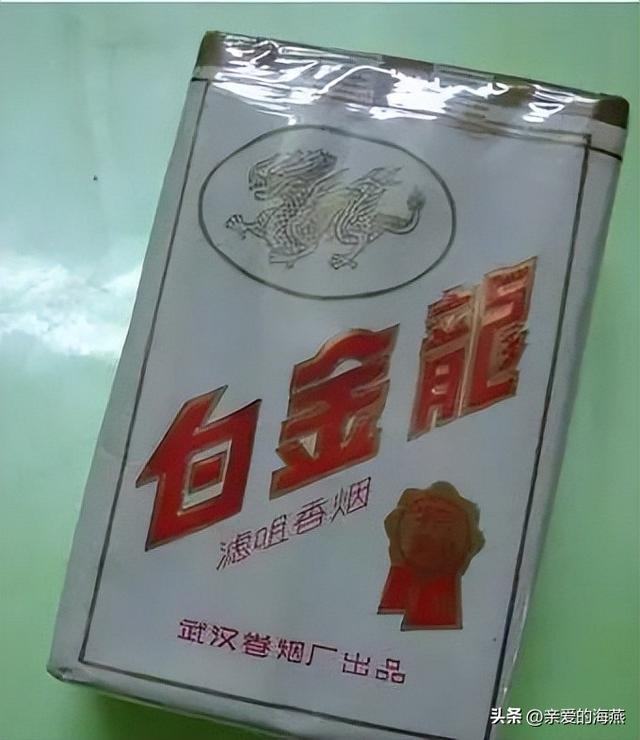 白金龍
滤咀香烟
武汉卷烟厂出品
头条 @亲爱的海燕